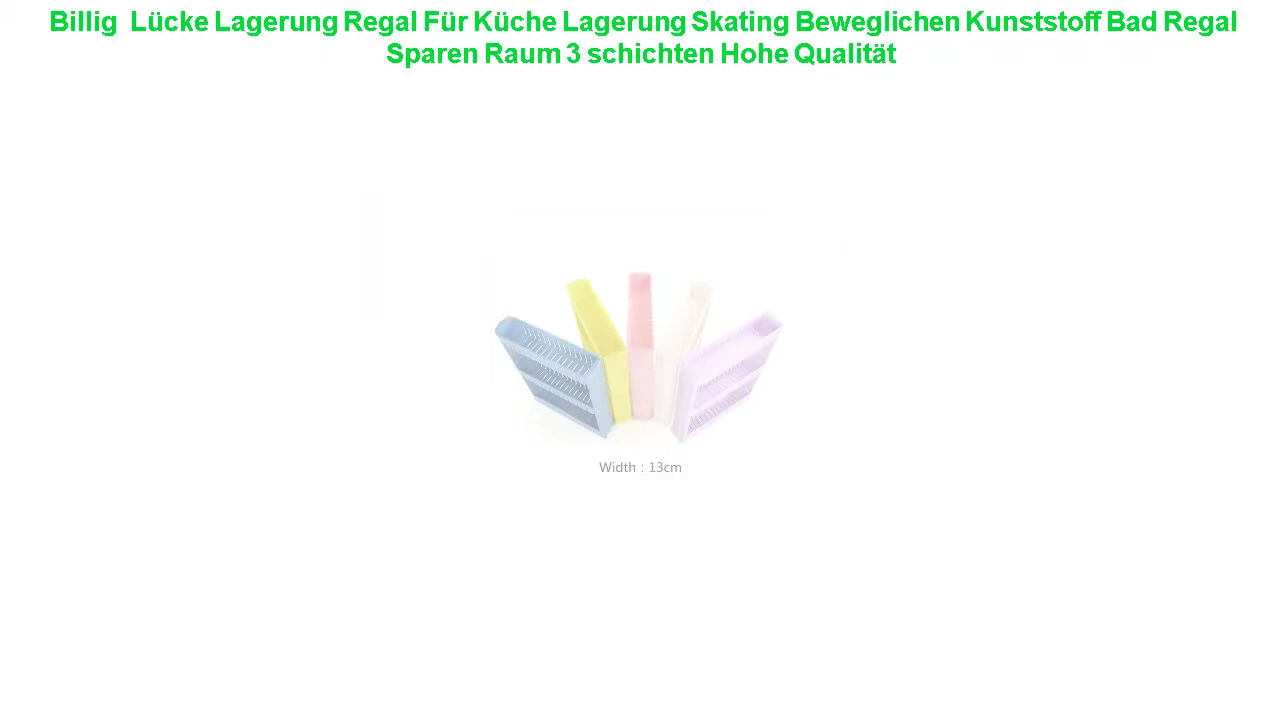 Billig  Lücke Lagerung Regal Für Küche Lagerung Skating Beweglichen Kunststoff Bad Regal
Sparen Raum 3 schichten Hohe Qualität
Width : 13cm